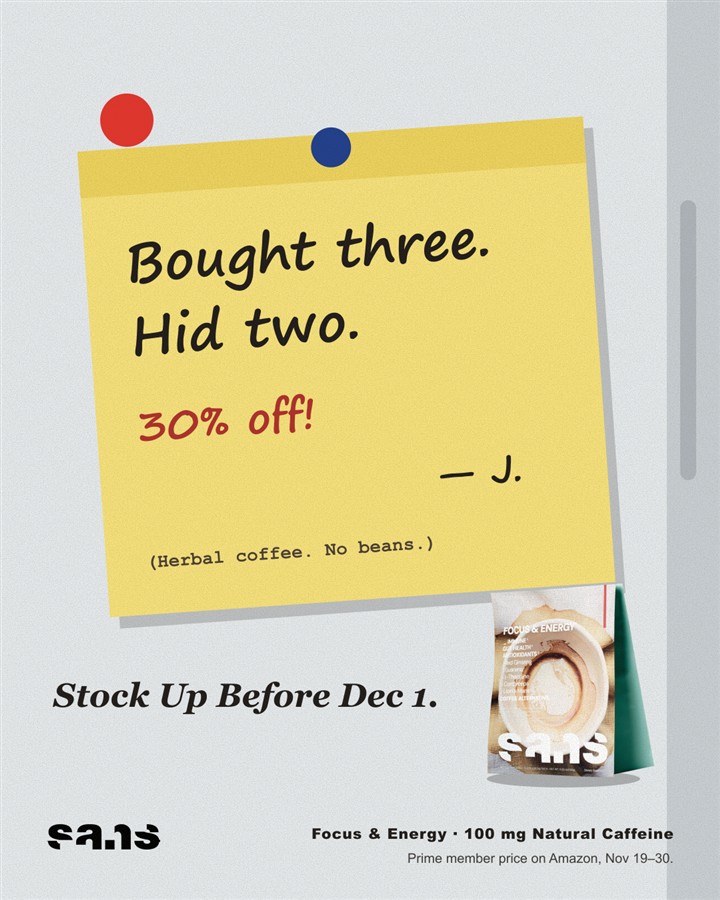 Bought three.
Hid two.
30% off!
— J.
(Herbal coffee. No beans.)
FOCUS & ENERGY
sans
Stock Up Before Dec 1.
sans
Focus & Energy · 100 mg Natural Caffeine
Prime member price on Amazon, Nov 19–30.